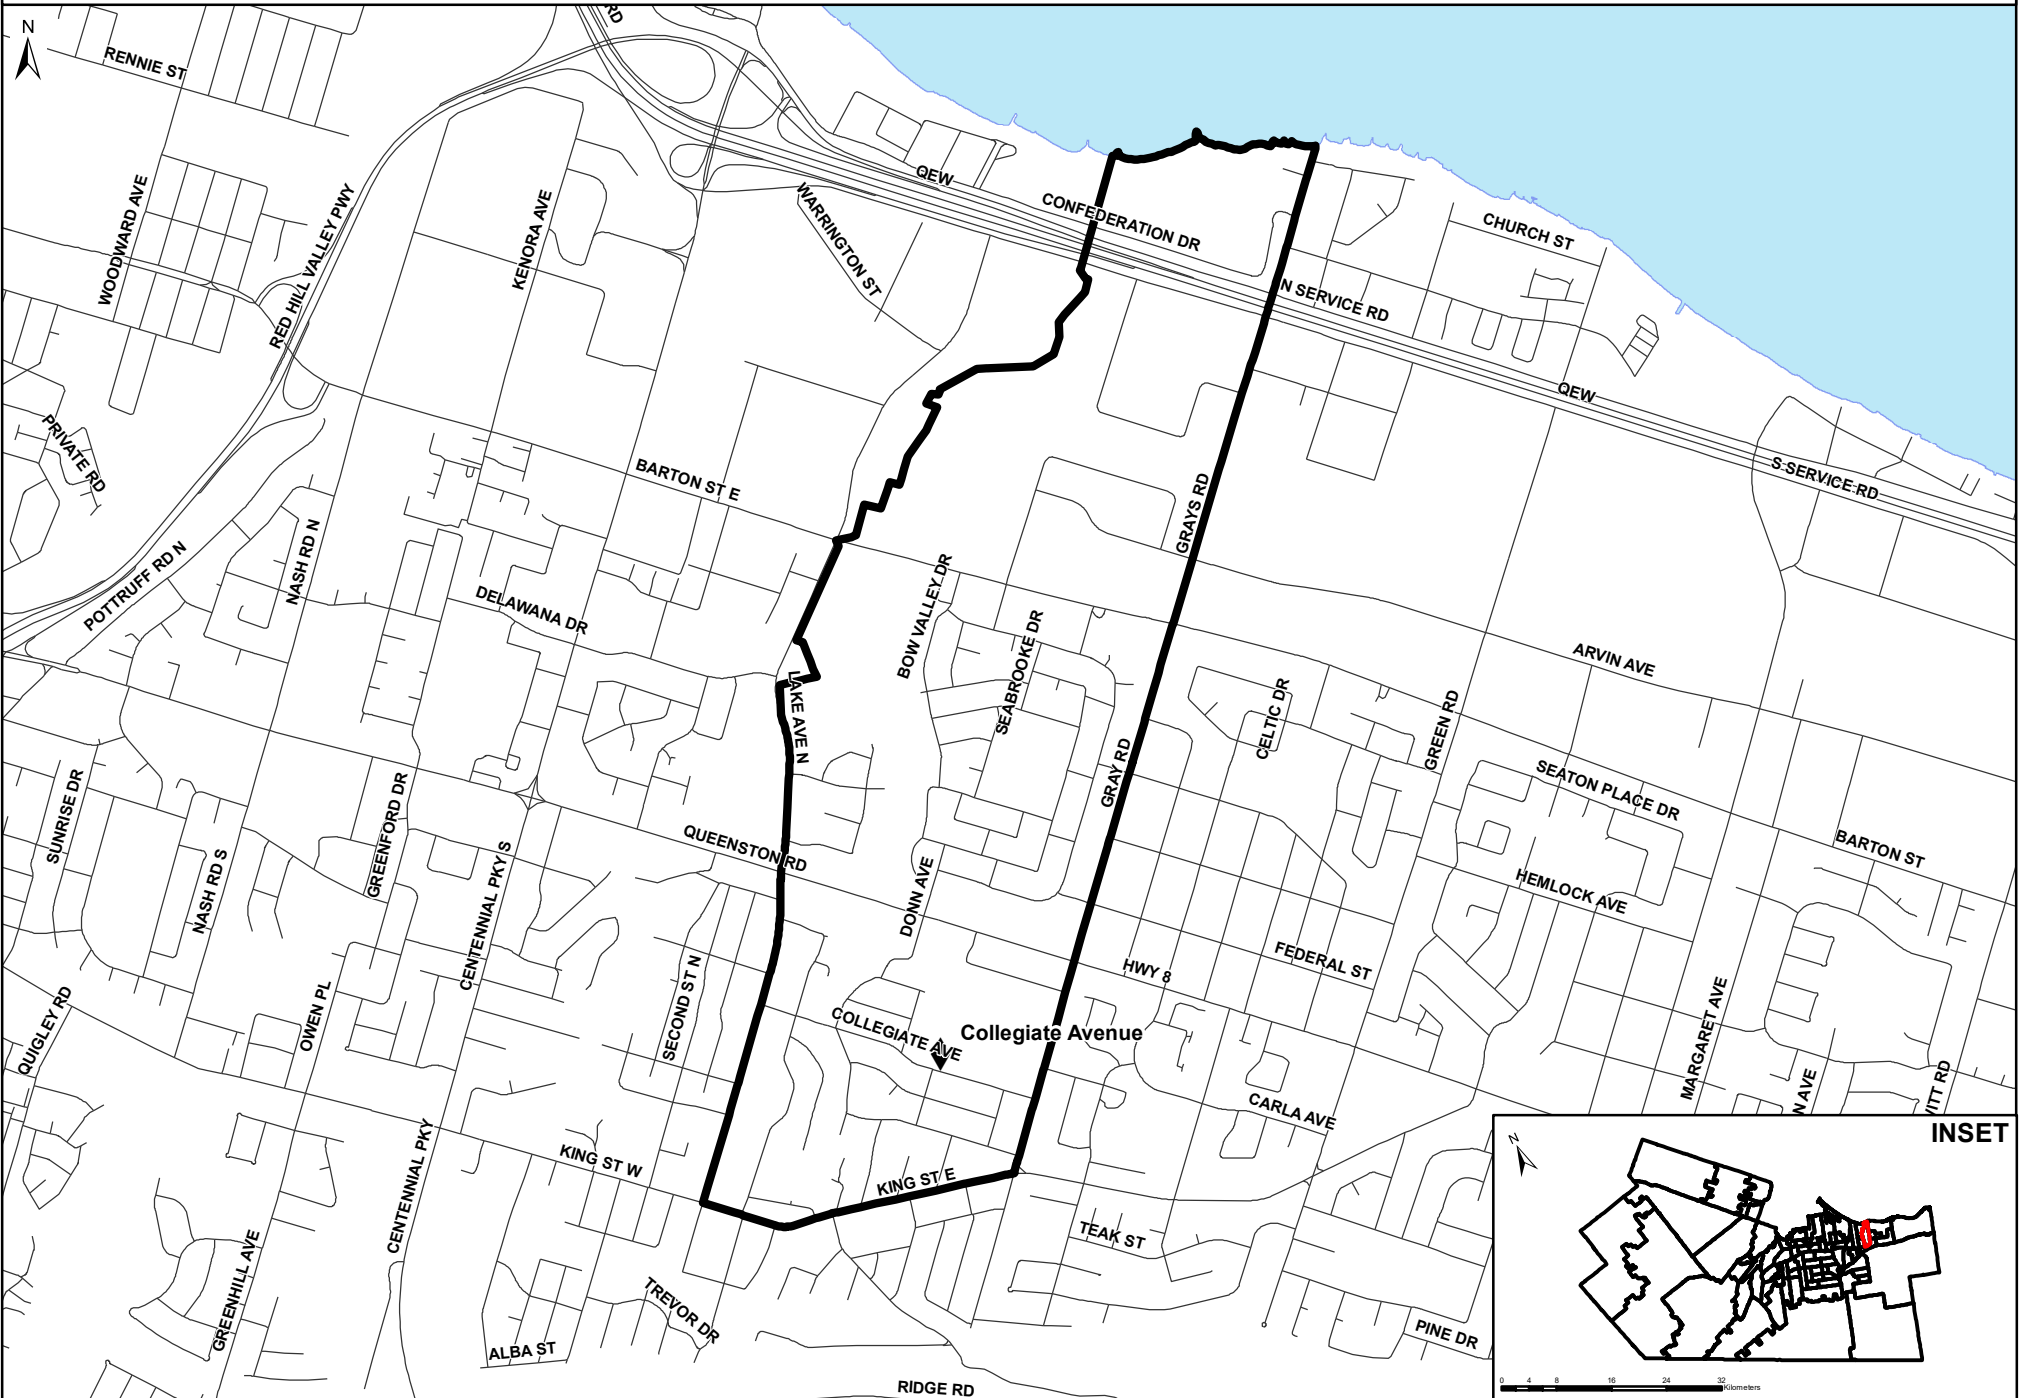 N
RENNIE ST
RD
WOODWARD AVE
RED HILL VALLEY PWY
KENORA AVE
WARRINGTON ST
QEW
CONFEDERATION DR
CHURCH ST
N SERVICE RD
QEW
S SERVICE RD
PRIVATE RD
BARTON ST E
GRAYS RD
NASH RD N
POTTRUFF RD N
DELAWANA DR
BOW VALLEY DR
SEABROOKE DR
ARVIN AVE
LAKE AVE N
CELTIC DR
GREEN RD
GRAY RD
SEATON PLACE DR
SUNRISE DR
GREENFORD DR
QUEENSTON RD
BARTON ST
NASH RD S
CENTENNIAL PKY S
DONN AVE
HEMLOCK AVE
FEDERAL ST
HWY 8
SECOND ST N
OWEN PL
QUIGLEY RD
COLLEGIATE AVE
Collegiate Avenue
MARGARET AVE
N AVE
VITT RD
CARLA AVE
CENTENNIAL PKY
KING ST W
KING ST E
TEAK ST
GREENHILL AVE
TREVOR DR
ALBA ST
PINE DR
RIDGE RD
INSET
N
0 4 8 16 24 32
Kilometers